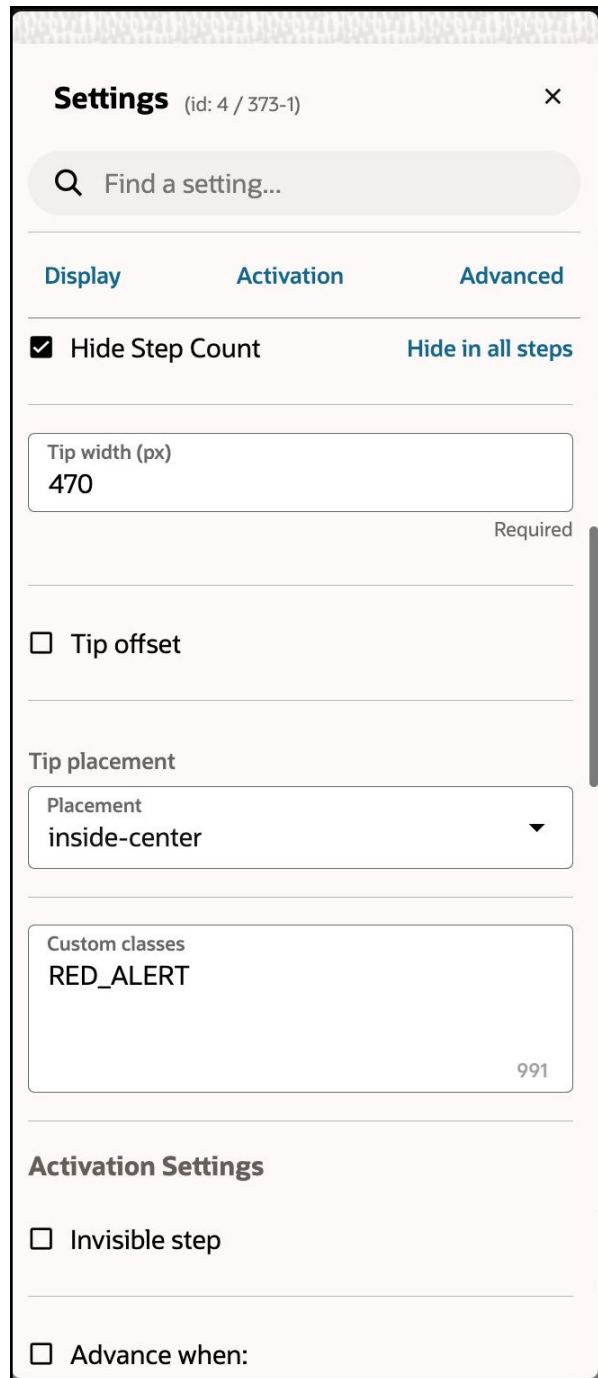 Settings (id: 4 / 373-1)
Find a setting...
Display Activation Advanced
Hide Step Count Hide in all steps
Tip width (px)
470
Required
Tip offset
Tip placement
Placement
inside-center
Custom classes
RED_ALERT
991
Activation Settings
Invisible step
Advance when: